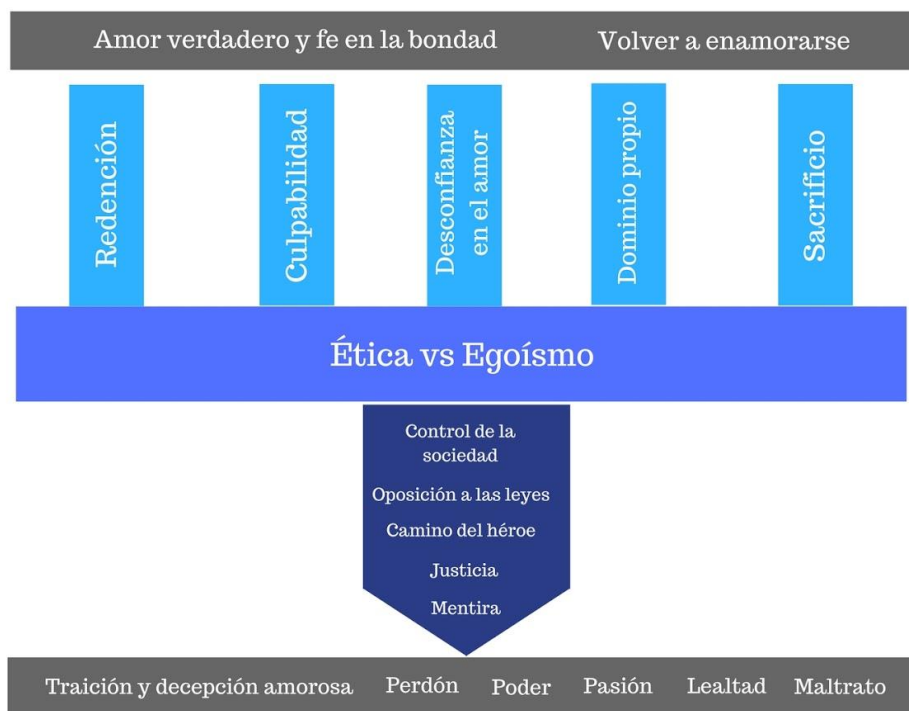 Amor verdadero y fe en la bondad
Volver a enamorarse
Redención
Culpabilidad
Desconfianza
en el amor
Dominio propio
Sacrificio
Ética vs Egoísmo
Control de la
sociedad
Oposición a las leyes
Camino del héroe
Justicia
Mentira
Traición y decepción amorosa
Perdón
Poder
Pasión
Lealtad
Maltrato